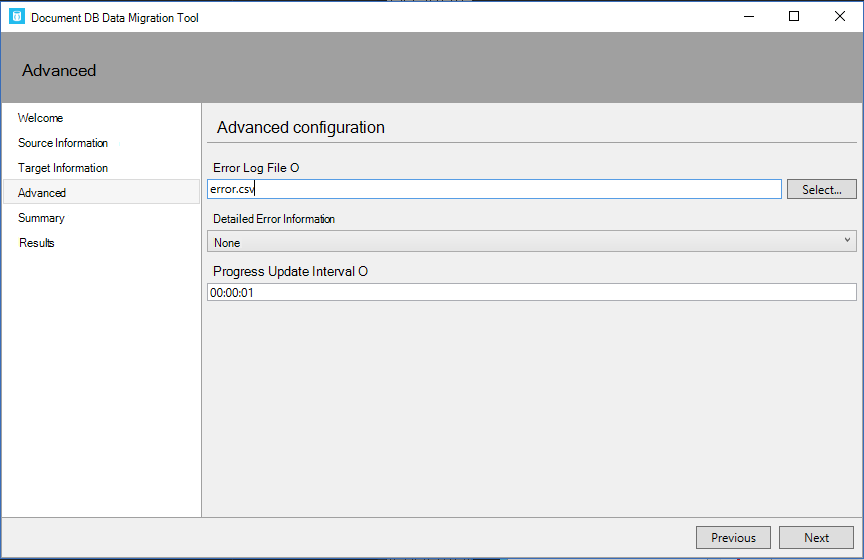 Document DB Data Migration Tool
Advanced
Welcome
Source Information
Target Information
Advanced
Summary
Results
Advanced configuration
Error Log File O
error.csv
Select...
Detailed Error Information
None
Progress Update Interval O
00:00:01
Previous
Next